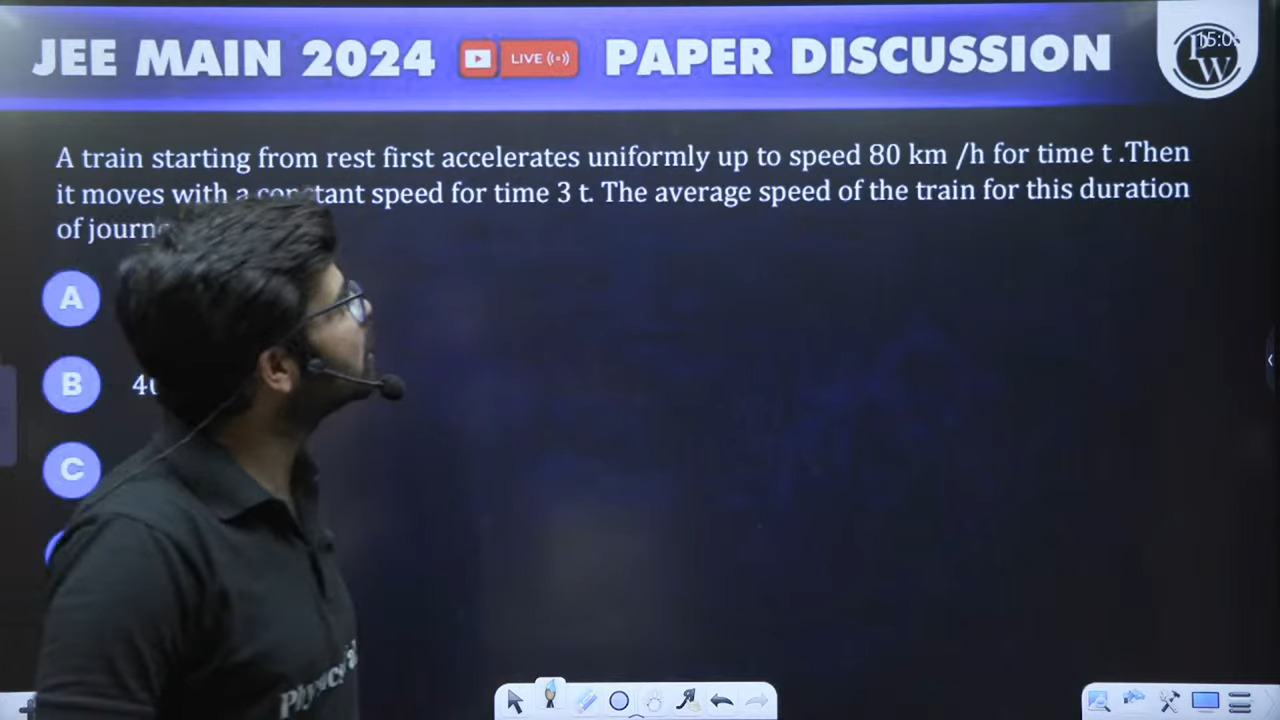 JEE MAIN 2024 LIVE PAPER DISCUSSION
PW
A train starting from rest first accelerates uniformly up to speed 80 km /h for time t .Then
it moves with a constant speed for time 3 t. The average speed of the train for this duration
of
A
B
C